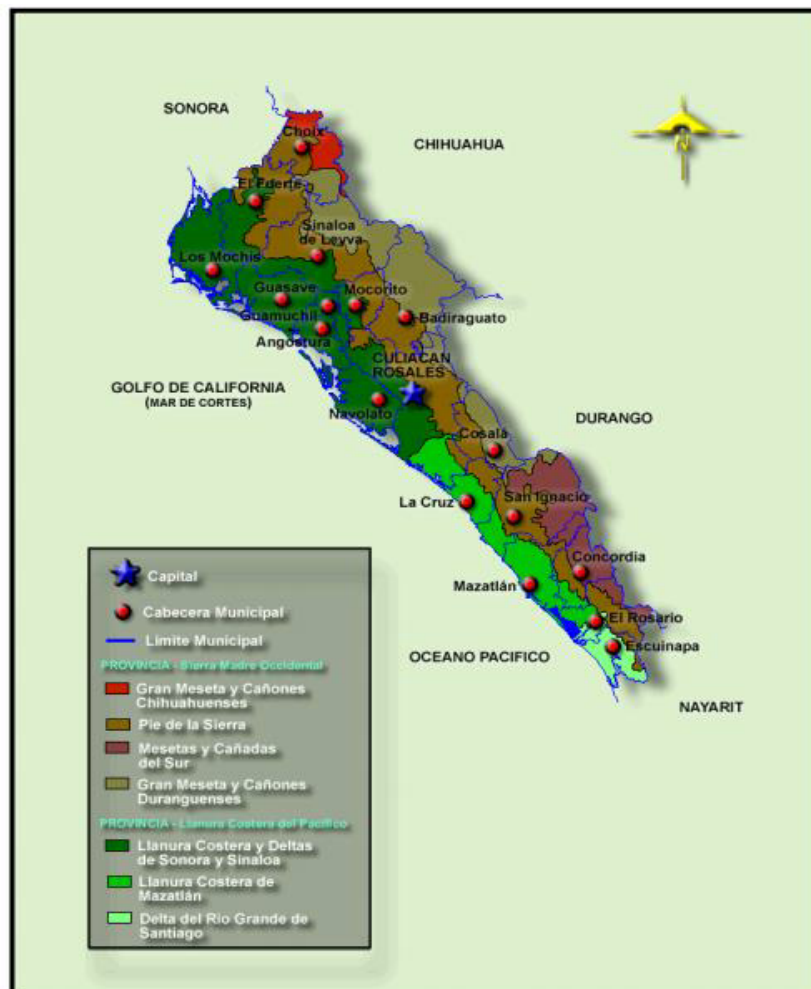 SONORA
CHIHUAHUA
N
Choix
El Fuerte
Sinaloa
de Leyva
Los Mochis
Guasave
Mocorito
Guamuchil
Badiraguato
Angostura
CULIACAN
ROSALES
GOLFO DE CALIFORNIA
(MAR DE CORTES)
Navolato
DURANGO
Cosalá
La Cruz
San Ignacio
Concordia
Mazatlán
El Rosario
Escuinapa
OCEANO PACIFICO
NAYARIT
Capital
Cabecera Municipal
Limite Municipal
PROVINCIA - Sierra Madre Occidental
Gran Meseta y Cañones
Chihuahuenses
Pie de la Sierra
Mesetas y Cañadas
del Sur
Gran Meseta y Cañones
Duranguenses
PROVINCIA - Llanura Costera del Pacifico
Llanura Costera y Deltas
de Sonora y Sinaloa
Llanura Costera de
Mazatlán
Delta del Rio Grande de
Santiago